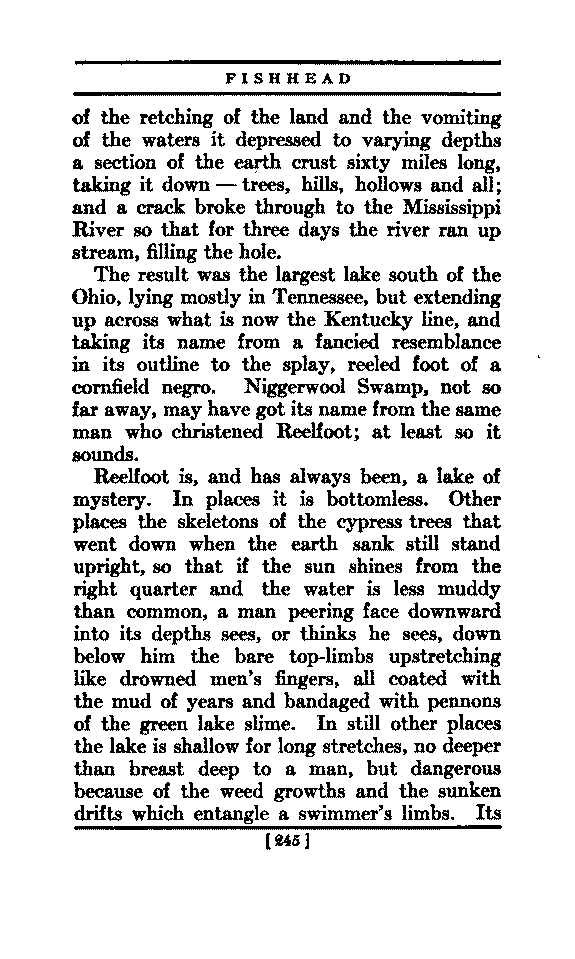 FISHHEAD
of the retching of the land and the vomiting
of the waters it depressed to varying depths
a section of the earth crust sixty miles long,
taking it down — trees, hills, hollows and all;
and a crack broke through to the Mississippi
River so that for three days the river ran up
stream, filling the hole.
The result was the largest lake south of the
Ohio, lying mostly in Tennessee, but extending
up across what is now the Kentucky line, and
taking its name from a fancied resemblance
in its outline to the splay, reeled foot of a
cornfield negro. Niggerwool Swamp, not so
far away, may have got its name from the same
man who christened Reelfoot; at least so it
sounds.
Reelfoot is, and has always been, a lake of
mystery. In places it is bottomless. Other
places the skeletons of the cypress trees that
went down when the earth sank still stand
upright, so that if the sun shines from the
right quarter and the water is less muddy
than common, a man peering face downward
into its depths sees, or thinks he sees, down
below him the bare top-limbs upstretching
like drowned men's fingers, all coated with
the mud of years and bandaged with pennons
of the green lake slime. In still other places
the lake is shallow for long stretches, no deeper
than breast deep to a man, but dangerous
because of the weed growths and the sunken
drifts which entangle a swimmer's limbs. Its
[245]